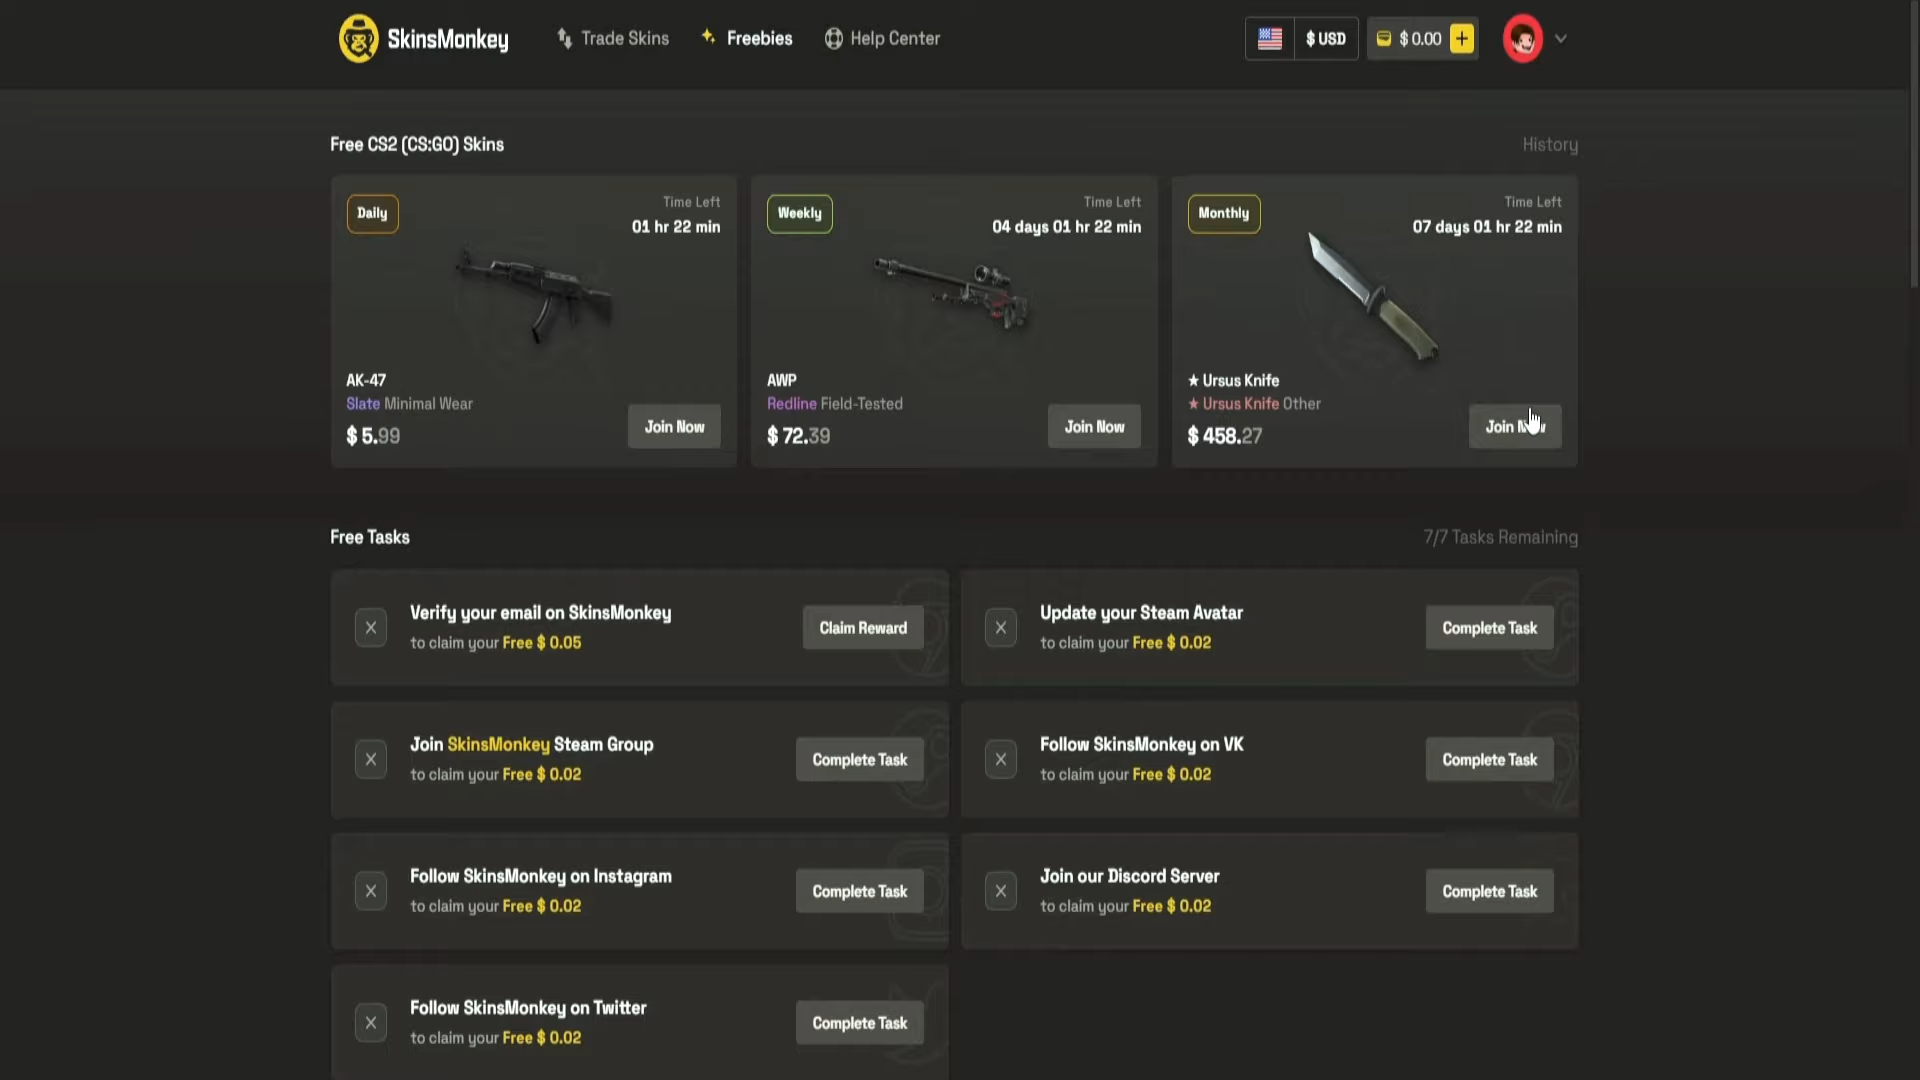 SkinsMonkey
Trade Skins
Freebies
Help Center
$ USD
$ 0.00
Free CS2 (CS:GO) Skins
History
Daily
Time Left
01 hr 22 min
AK-47
Slate Minimal Wear
$ 5.99
Join Now
Weekly
Time Left
04 days 01 hr 22 min
AWP
Redline Field-Tested
$ 72.39
Join Now
Monthly
Time Left
07 days 01 hr 22 min
★ Ursus Knife
★ Ursus Knife Other
$ 458.27
Join
Free Tasks
7/7 Tasks Remaining
Verify your email on SkinsMonkey
to claim your Free $ 0.05
Claim Reward
Update your Steam Avatar
to claim your Free $ 0.02
Complete Task
Join SkinsMonkey Steam Group
to claim your Free $ 0.02
Complete Task
Follow SkinsMonkey on VK
to claim your Free $ 0.02
Complete Task
Follow SkinsMonkey on Instagram
to claim your Free $ 0.02
Complete Task
Join our Discord Server
to claim your Free $ 0.02
Complete Task
Follow SkinsMonkey on Twitter
to claim your Free $ 0.02
Complete Task